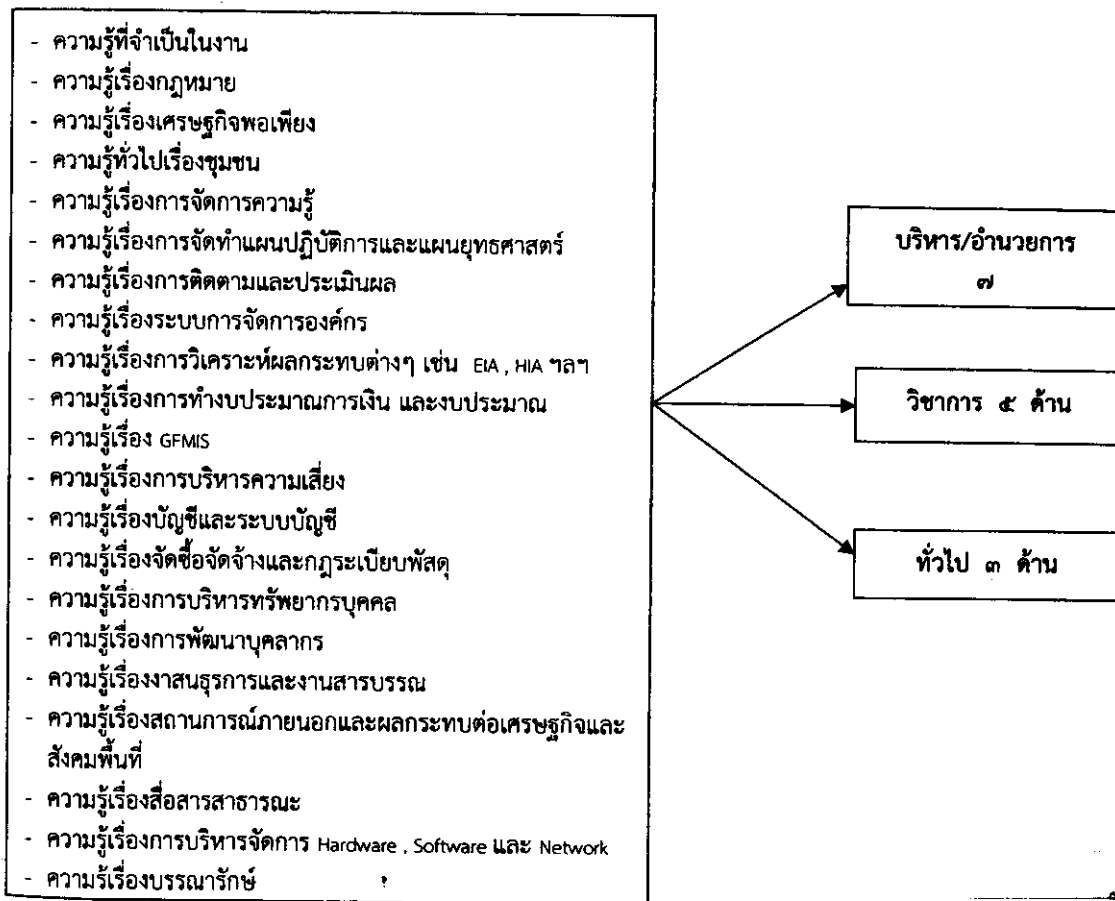 - ความรู้ที่จำเป็นในงาน
- ความรู้เรื่องกฎหมาย
- ความรู้เรื่องเศรษฐกิจพอเพียง
- ความรู้ทั่วไปเรื่องชุมชน
- ความรู้เรื่องการจัดการความรู้
- ความรู้เรื่องการจัดทำแผนปฏิบัติการและแผนยุทธศาสตร์
- ความรู้เรื่องการติดตามและประเมินผล
- ความรู้เรื่องระบบการจัดการองค์กร
- ความรู้เรื่องการวิเคราะห์ผลกระทบต่างๆ เช่น EIA , HIA ฯลฯ
- ความรู้เรื่องการทำงบประมาณการเงิน และงบประมาณ
- ความรู้เรื่อง GFMIS
- ความรู้เรื่องการบริหารความเสี่ยง
- ความรู้เรื่องบัญชีและระบบบัญชี
- ความรู้เรื่องจัดซื้อจัดจ้างและกฎระเบียบพัสดุ
- ความรู้เรื่องการบริหารทรัพยากรบุคคล
- ความรู้เรื่องการพัฒนาบุคลากร
- ความรู้เรื่องงาสนธุรการและงานสารบรรณ
- ความรู้เรื่องสถานการณ์ภายนอกและผลกระทบต่อเศรษฐกิจและ
สังคมพื้นที่
- ความรู้เรื่องสื่อสารสาธารณะ
- ความรู้เรื่องการบริหารจัดการ Hardware , Software และ Network
- ความรู้เรื่องบรรณารักษ์
บริหาร/อำนวยการ
๗
วิชาการ ๕ ด้าน
ทั่วไป ๓ ด้าน